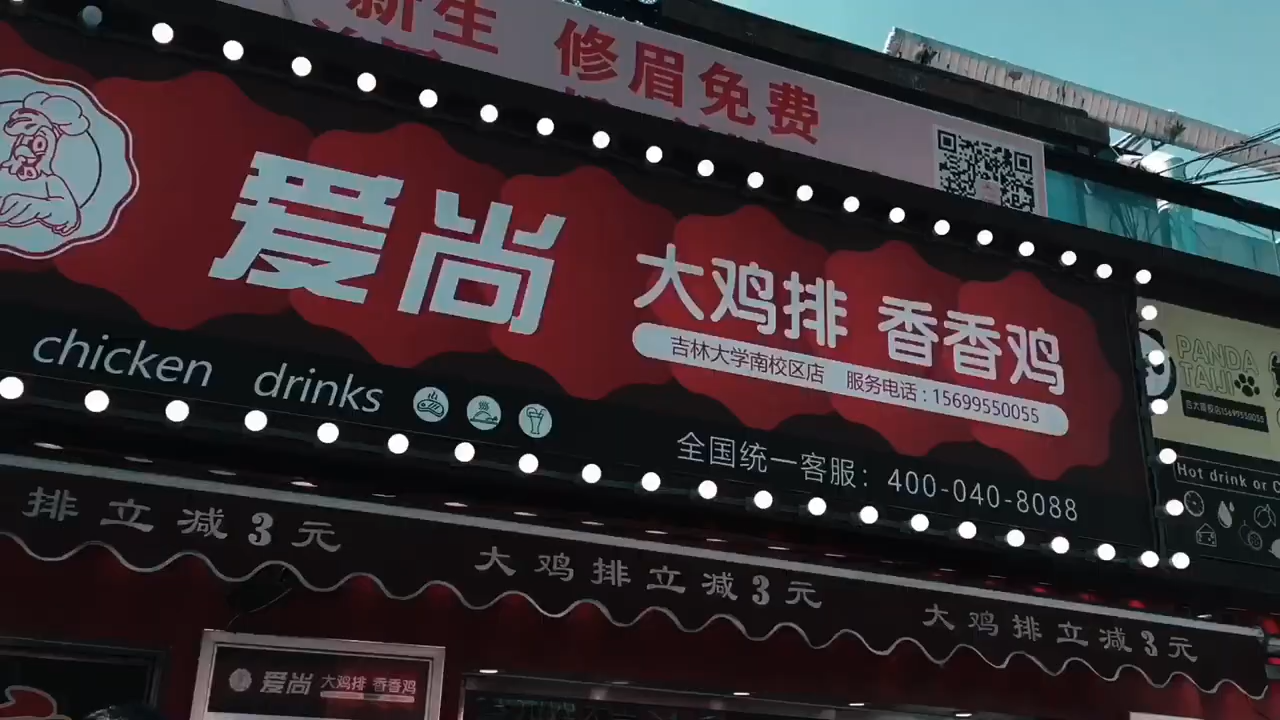 新生
修眉免费
爱尚
大鸡排 香香鸡
吉林大学南校区店 服务电话：15699550055
chicken drinks
全国统一客服：400-040-8088
PANDA
TAIJI
Hot drink or
排立减3元
大鸡排立减3元
大鸡排立减3元
爱尚 大鸡排 香香鸡